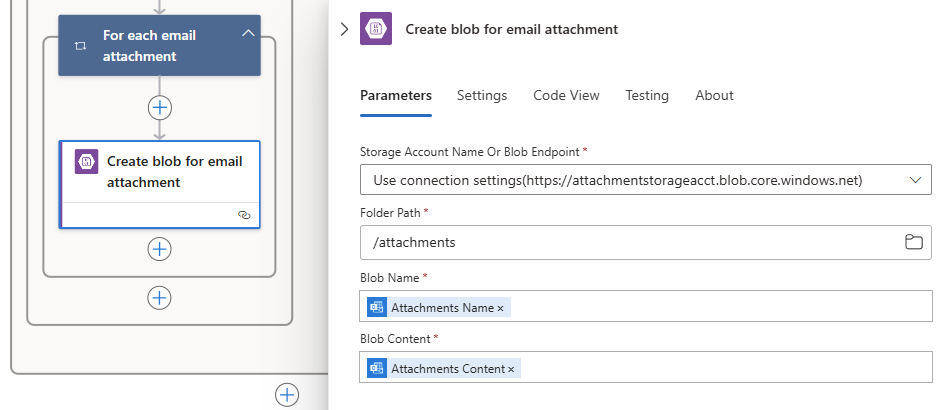 For each email
attachment
Create blob for email
attachment
Create blob for email attachment
Parameters Settings Code View Testing About
Storage Account Name Or Blob Endpoint *
Use connection settings(https://attachmentstorageacct.blob.core.windows.net)
Folder Path *
/attachments
Blob Name *
Attachments Name ×
Blob Content *
Attachments Content ×